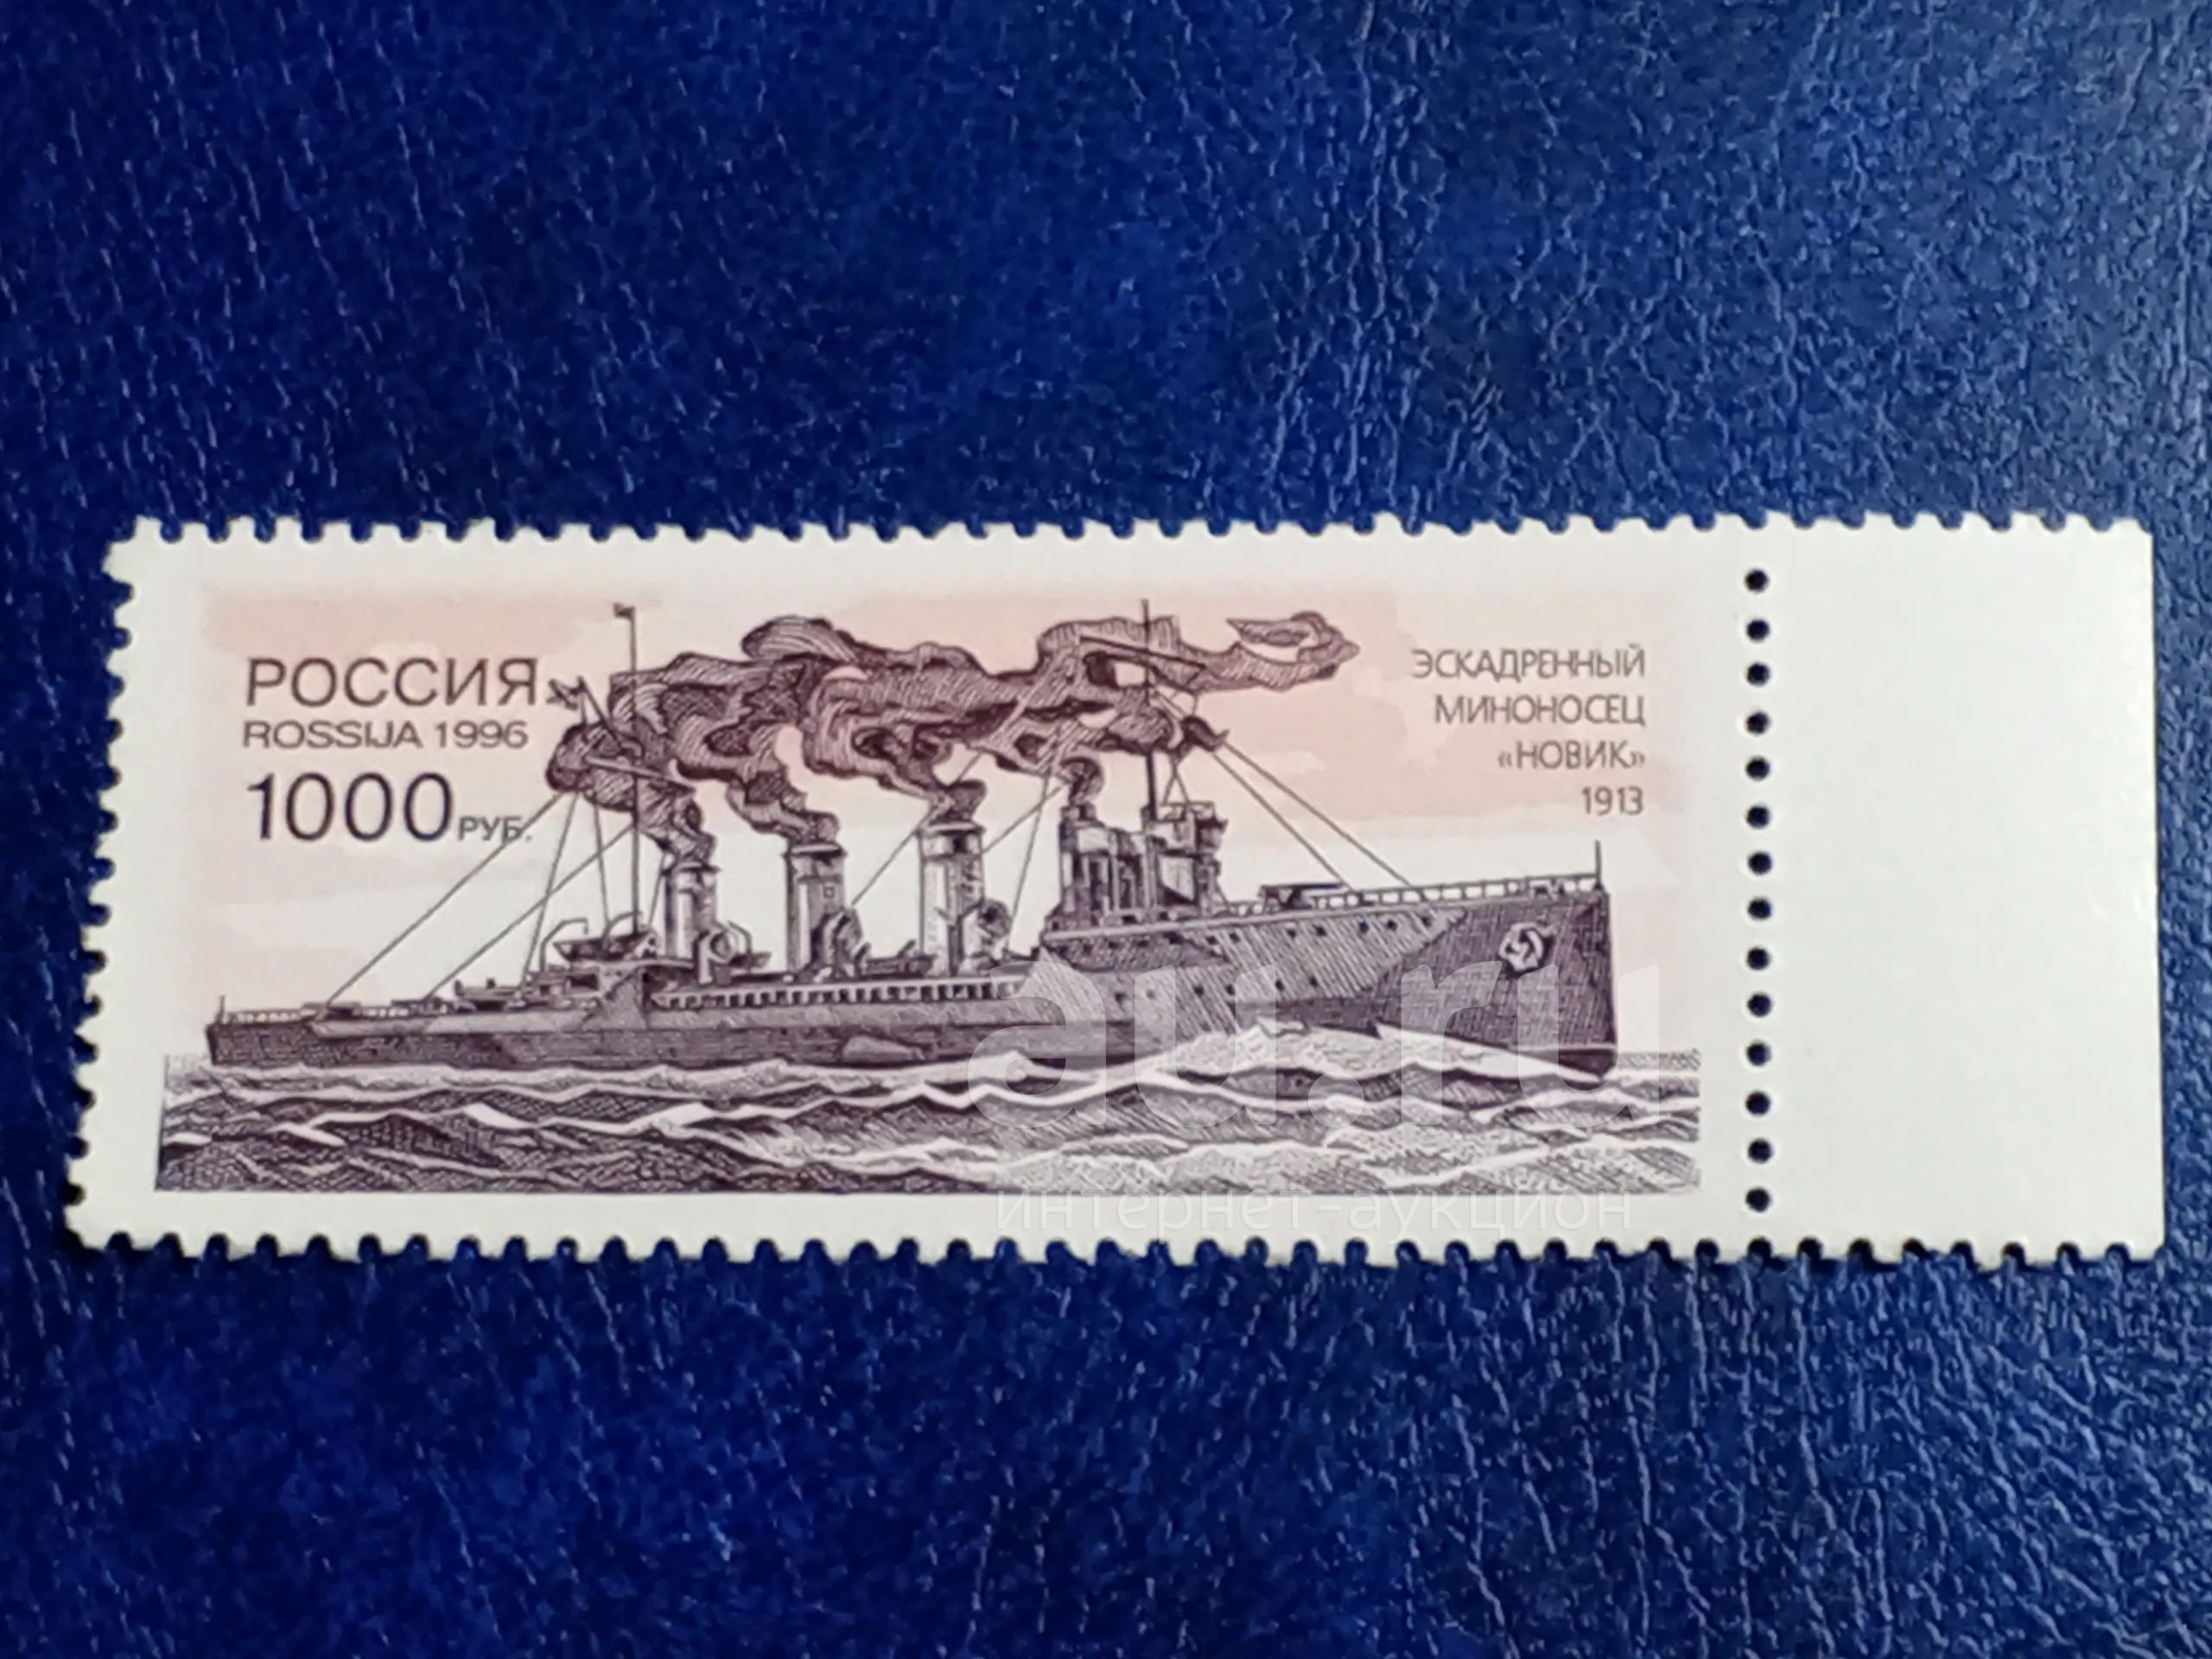 РОССИЯ
ROSSIJA 1996
1000 РУБ.
ЭСКАДРЕННЫЙ
МИНОНОСЕЦ
«НОВИК»
1913
au.ru
интернет-аукцион